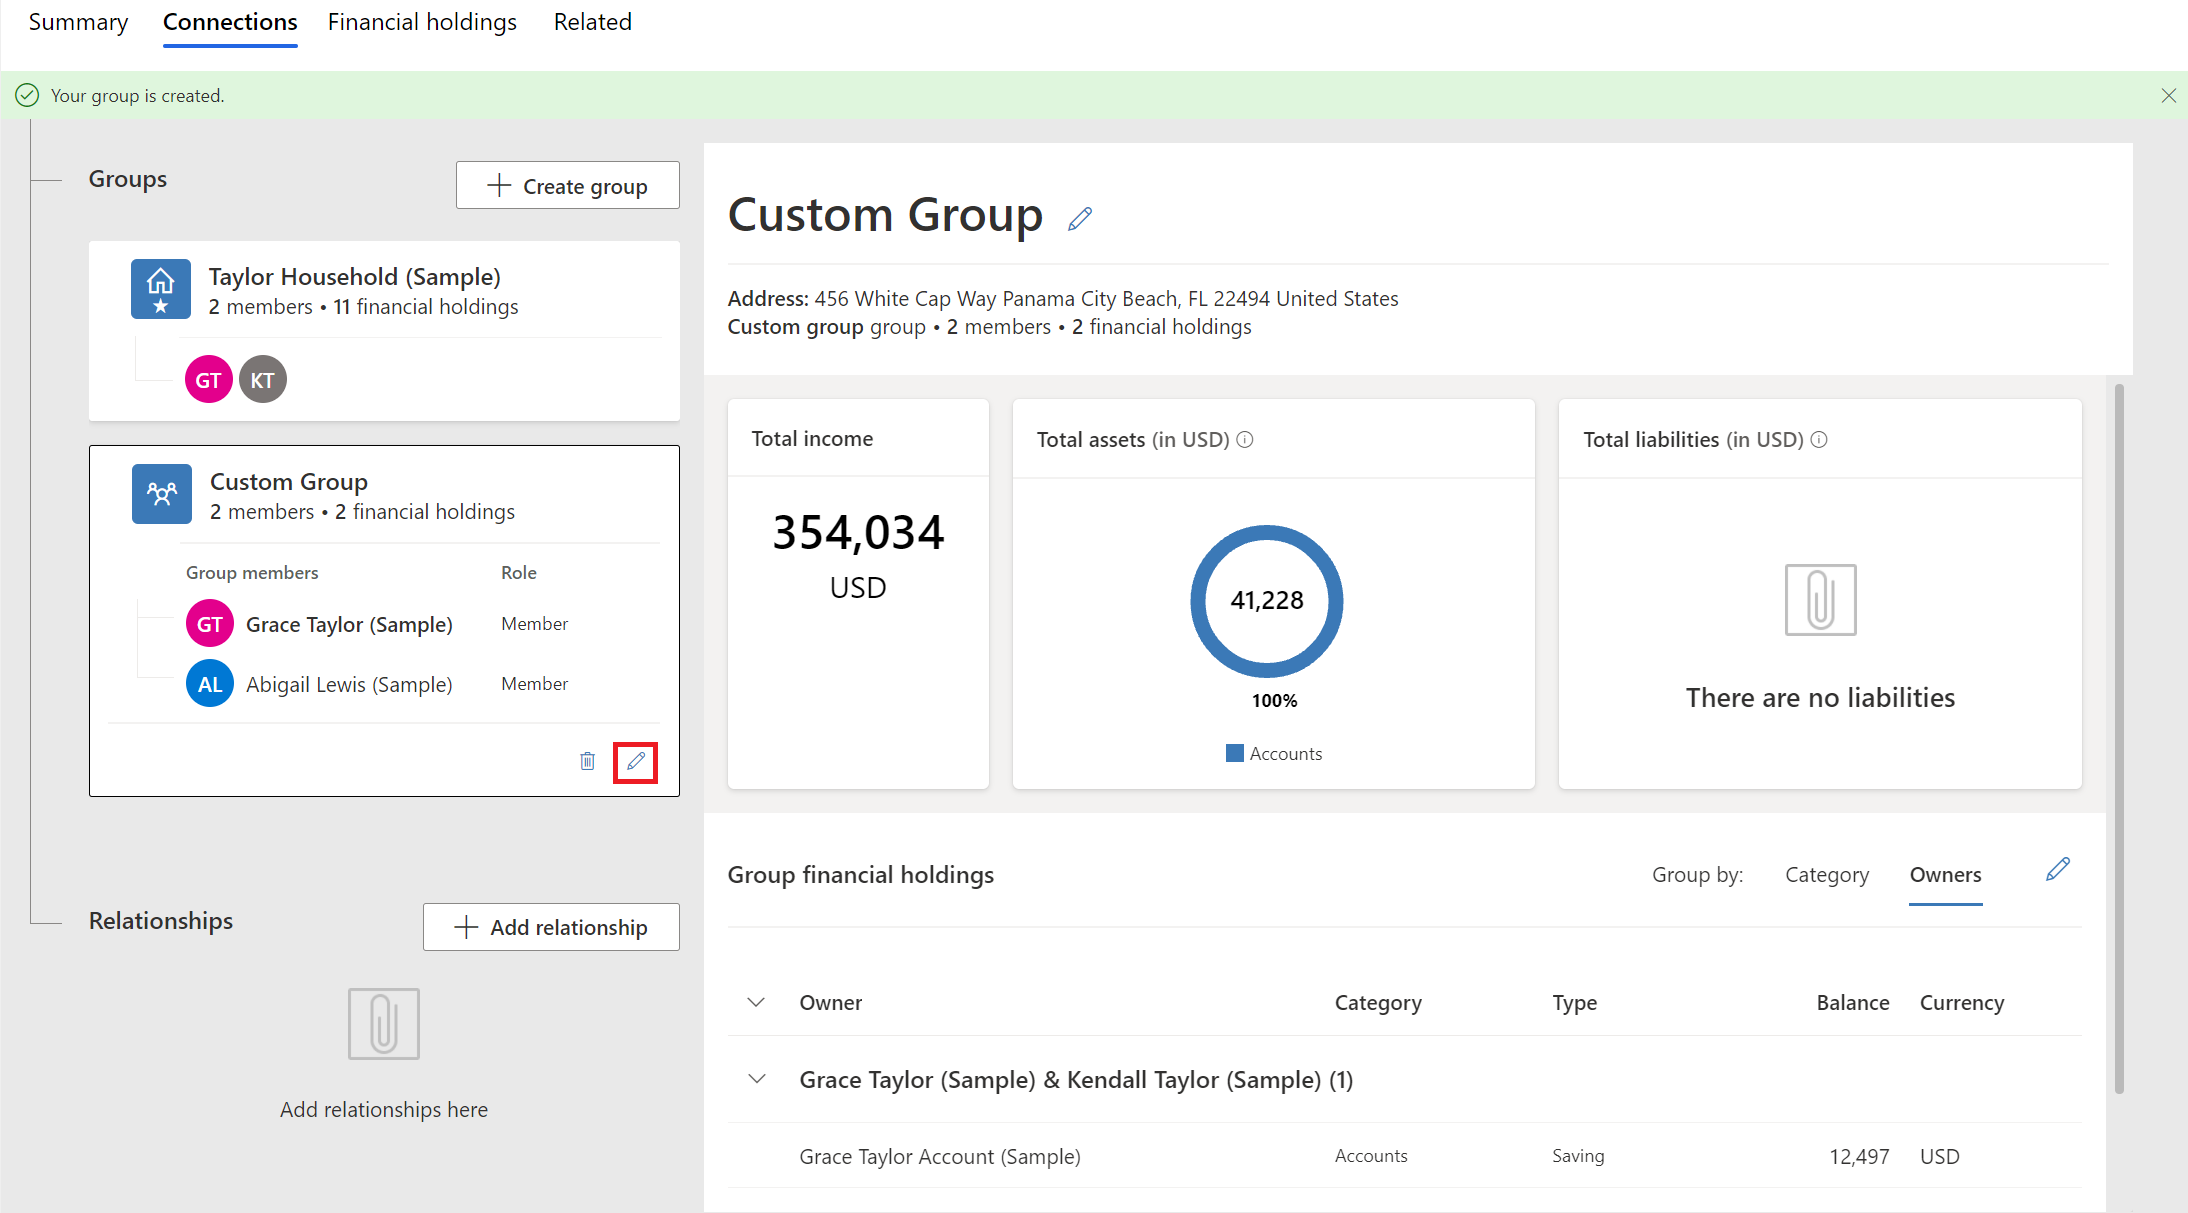 Summary Connections Financial holdings Related
Your group is created.
Groups
Create group
Taylor Household (Sample)
2 members • 11 financial holdings
GT KT
Custom Group
2 members • 2 financial holdings
Group members Role
GT Grace Taylor (Sample) Member
AL Abigail Lewis (Sample) Member
Relationships
Add relationship
Add relationships here
Custom Group
Address: 456 White Cap Way Panama City Beach, FL 22494 United States
Custom group group • 2 members • 2 financial holdings
Total income
354,034
USD
Total assets (in USD)
41,228
100%
Accounts
Total liabilities (in USD)
There are no liabilities
Group financial holdings
Group by: Category Owners
Owner Category Type Balance Currency
Grace Taylor (Sample) & Kendall Taylor (Sample) (1)
Grace Taylor Account (Sample) Accounts Saving 12,497 USD